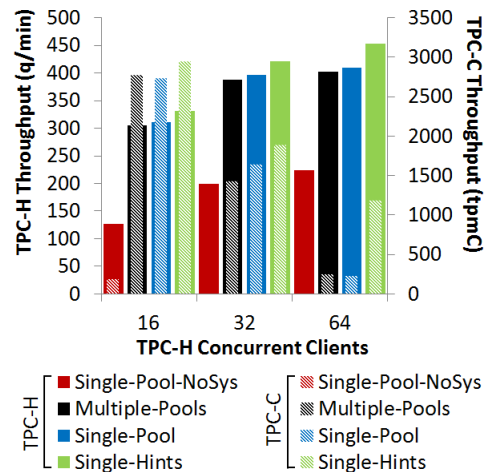 500 3500
450 3000
400
350 2500
300 2000
250
200 1500
150 1000
100
50 500
0 0
TPC-H Throughput (q/min)
TPC-C Throughput (tpmC)
16 32 64
TPC-H Concurrent Clients
TPC-H
Single-Pool-NoSys
Multiple-Pools
Single-Pool
Single-Hints
TPC-C
Single-Pool-NoSys
Multiple-Pools
Single-Pool
Single-Hints